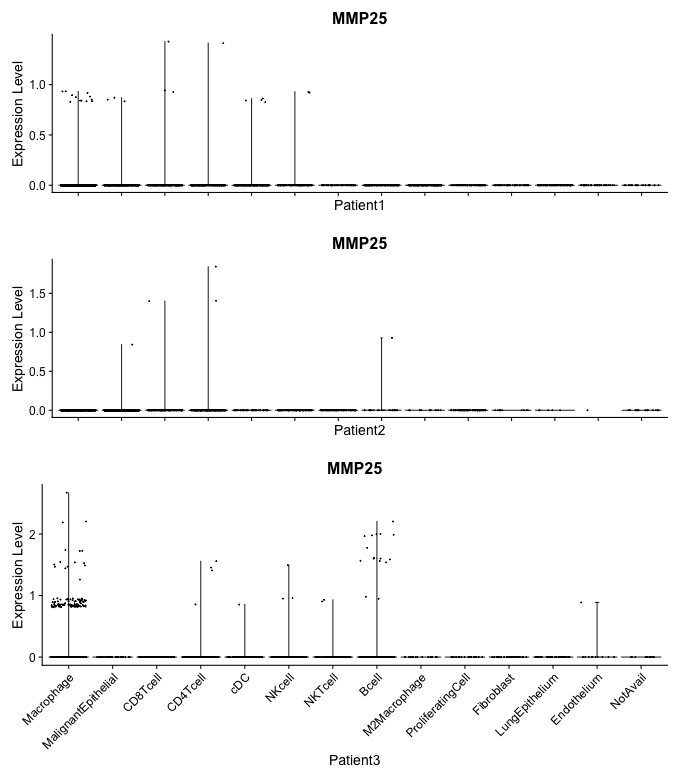 MMP25
Expression Level
1.0
0.5
0.0
Patient1
MMP25
Expression Level
1.5
1.0
0.5
0.0
Patient2
MMP25
Expression Level
2
1
0
Macrophage
MalignantEpithelial
CD8Tcell
CD4Tcell
cDC
NKcell
NKTcell
Bcell
M2Macrophage
ProliferatingCell
Fibroblast
LungEpithelium
Endothelium
NotAvail
Patient3